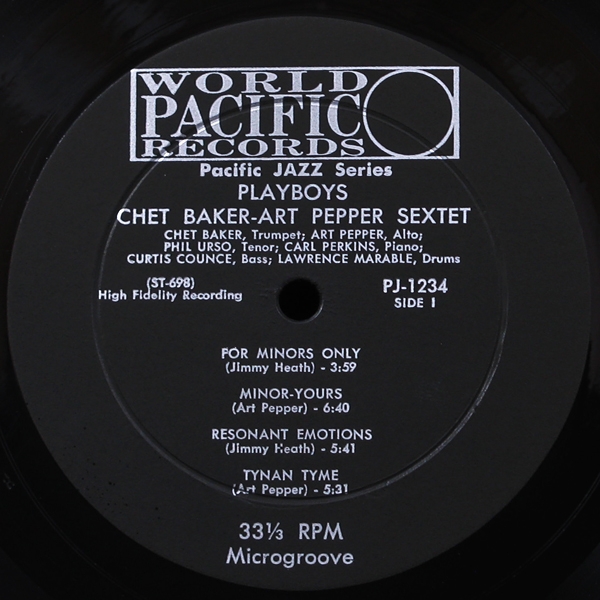 WORLD
PACIFIC
RECORDS
Pacific JAZZ Series
PLAYBOYS
CHET BAKER-ART PEPPER SEXTET
CHET BAKER, Trumpet; ART PEPPER, Alto;
PHIL URSO, Tenor; CARL PERKINS, Piano;
CURTIS COUNCE, Bass; LAWRENCE MARABLE, Drums
(ST-698)
High Fidelity Recording
PJ-1234
SIDE I
FOR MINORS ONLY
(Jimmy Heath) - 3:59
MINOR-YOURS
(Art Pepper) - 6:40
RESONANT EMOTIONS
(Jimmy Heath) - 5:41
TYNAN TYME
(Art Pepper) - 5:31
33⅓ RPM
Microgroove